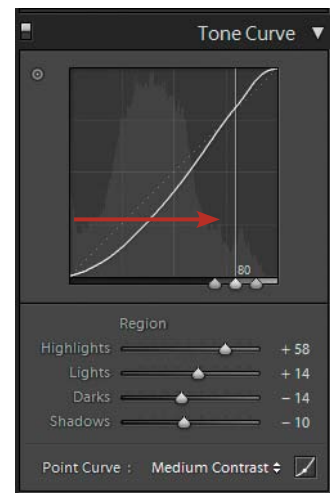 Tone Curve
80
Region
Highlights + 58
Lights + 14
Darks − 14
Shadows − 10
Point Curve : Medium Contrast